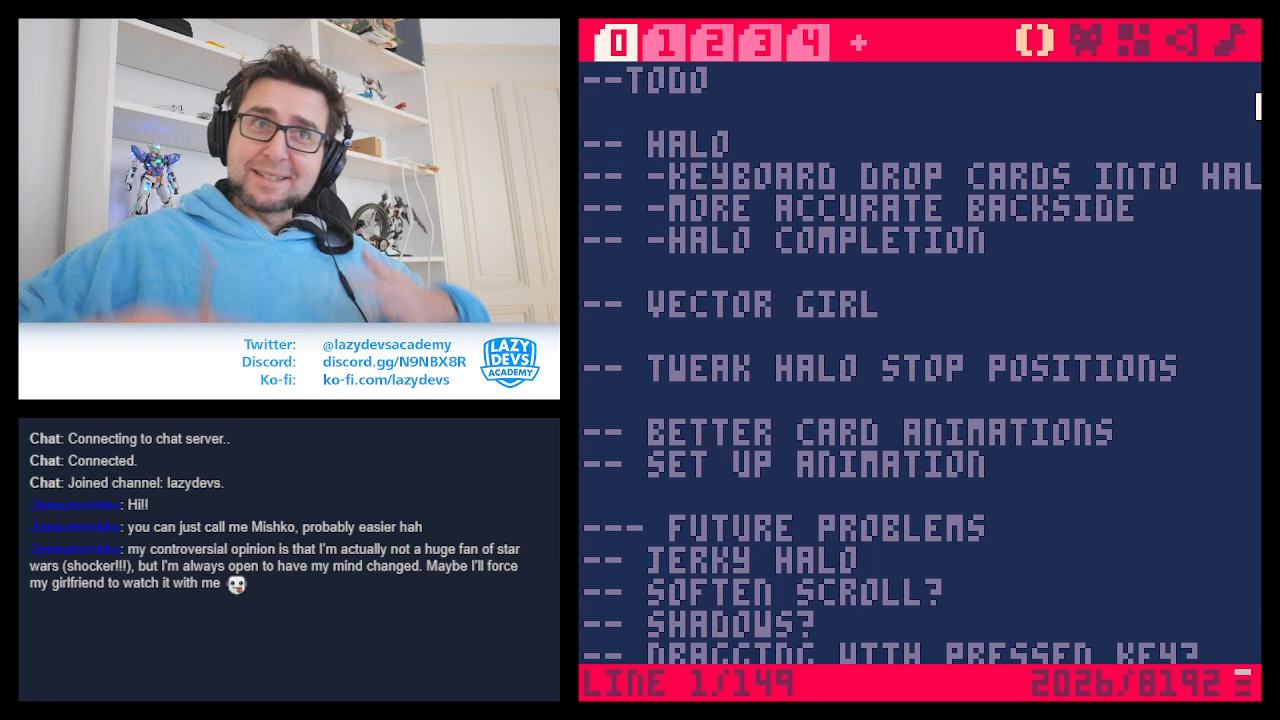 Twitter: @lazydevsacademy
Discord: discord.gg/N9NBX8R
Ko-fi: ko-fi.com/lazydevs
LAZY
DEVS
ACADEMY
Chat: Connecting to chat server..
Chat: Connected.
Chat: Joined channel: lazydevs.
: Hi!!
: you can just call me Mishko, probably easier hah
: my controversial opinion is that I'm actually not a huge fan of star
wars (shocker!!!), but I'm always open to have my mind changed. Maybe I'll force
my girlfriend to watch it with me
0 1 2 3 4 +
--TODO
-- HALO
-- -KEYBOARD DROP CARDS INTO HAL
-- -MORE ACCURATE BACKSIDE
-- -HALO COMPLETION
-- VECTOR GIRL
-- TWEAK HALO STOP POSITIONS
-- BETTER CARD ANIMATIONS
-- SET UP ANIMATION
--- FUTURE PROBLEMS
-- JERKY HALO
-- SOFTEN SCROLL?
-- SHADOWS?
-- DRAGGING WITH PRESSED KEY?
LINE 1/149 2026/8192